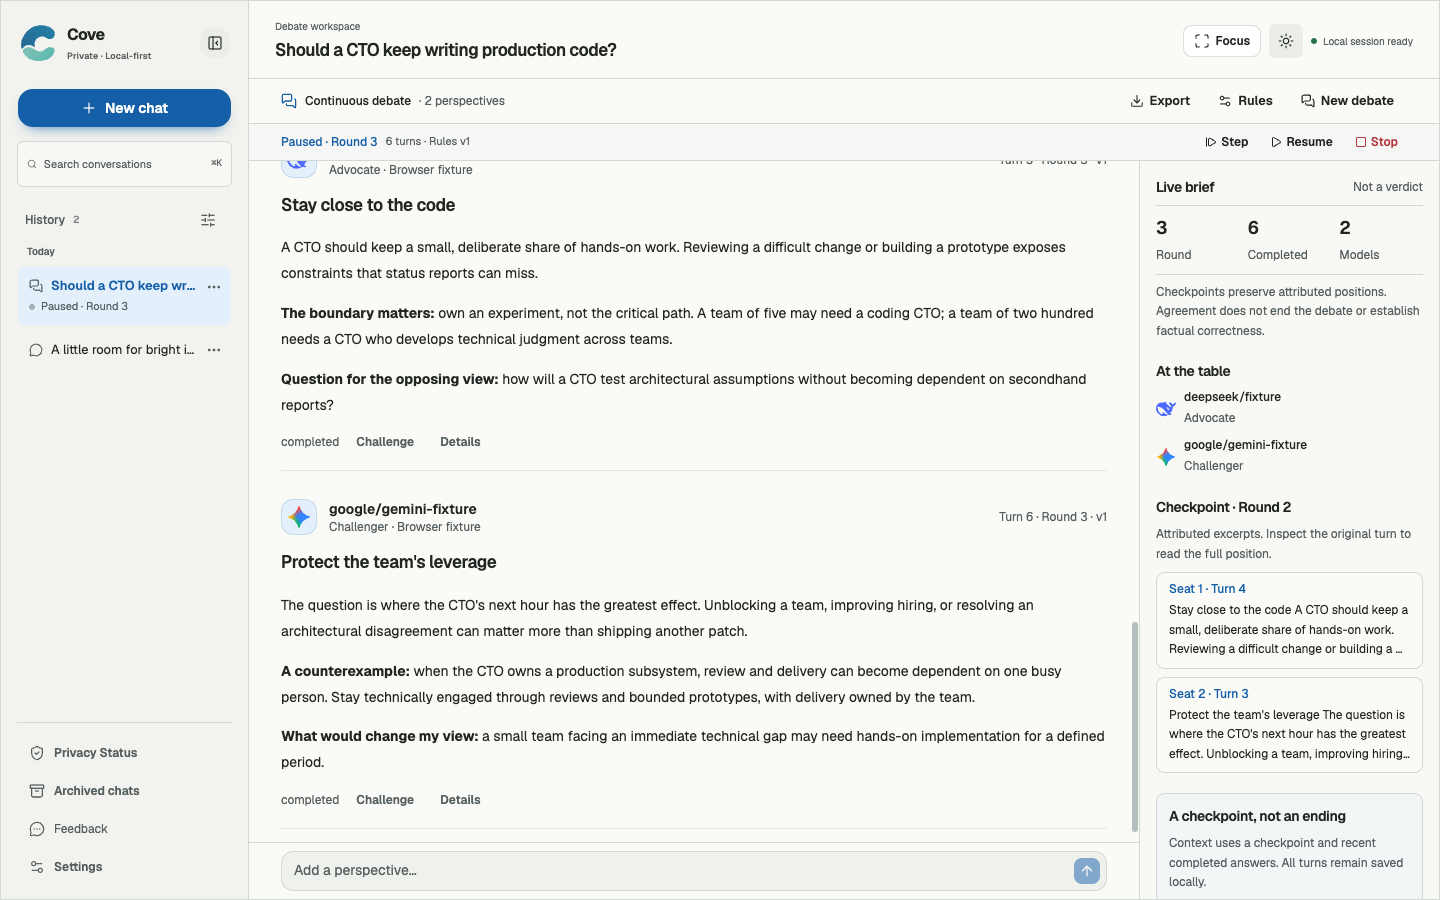 Cove
Private · Local-first
New chat
Search conversations
⌘K
History 2
Today
Should a CTO keep wr...
Paused · Round 3
A little room for bright i...
Privacy Status
Archived chats
Feedback
Settings
Debate workspace
Should a CTO keep writing production code?
Focus
Local session ready
Continuous debate · 2 perspectives
Export
Rules
New debate
Paused · Round 3 6 turns · Rules v1
Step
Resume
Stop
Advocate · Browser fixture
Turn 5 · Round 3 · v1
Stay close to the code
A CTO should keep a small, deliberate share of hands-on work. Reviewing a difficult change or building a prototype exposes
constraints that status reports can miss.
The boundary matters: own an experiment, not the critical path. A team of five may need a coding CTO; a team of two hundred
needs a CTO who develops technical judgment across teams.
Question for the opposing view: how will a CTO test architectural assumptions without becoming dependent on secondhand
reports?
completed Challenge Details
google/gemini-fixture
Challenger · Browser fixture
Turn 6 · Round 3 · v1
Protect the team's leverage
The question is where the CTO's next hour has the greatest effect. Unblocking a team, improving hiring, or resolving an
architectural disagreement can matter more than shipping another patch.
A counterexample: when the CTO owns a production subsystem, review and delivery can become dependent on one busy
person. Stay technically engaged through reviews and bounded prototypes, with delivery owned by the team.
What would change my view: a small team facing an immediate technical gap may need hands-on implementation for a defined
period.
completed Challenge Details
Add a perspective...
Live brief
Not a verdict
3 6 2
Round Completed Models
Checkpoints preserve attributed positions.
Agreement does not end the debate or establish
factual correctness.
At the table
deepseek/fixture
Advocate
google/gemini-fixture
Challenger
Checkpoint · Round 2
Attributed excerpts. Inspect the original turn to
read the full position.
Seat 1 · Turn 4
Stay close to the code A CTO should keep a
small, deliberate share of hands-on work.
Reviewing a difficult change or building a ...
Seat 2 · Turn 3
Protect the team's leverage The question is
where the CTO's next hour has the greatest
effect. Unblocking a team, improving hiring...
A checkpoint, not an ending
Context uses a checkpoint and recent
completed answers. All turns remain saved
locally.